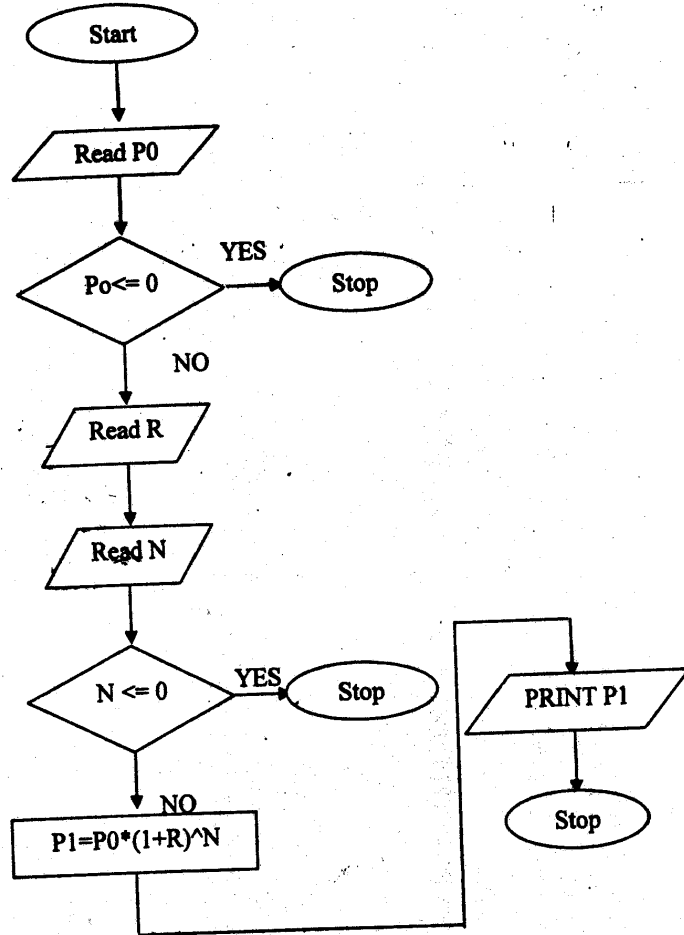 Start
Read P0
Po<= 0
YES
Stop
NO
Read R
Read N
N <= 0
YES
Stop
NO
P1=P0*(1+R)^N
PRINT P1
Stop